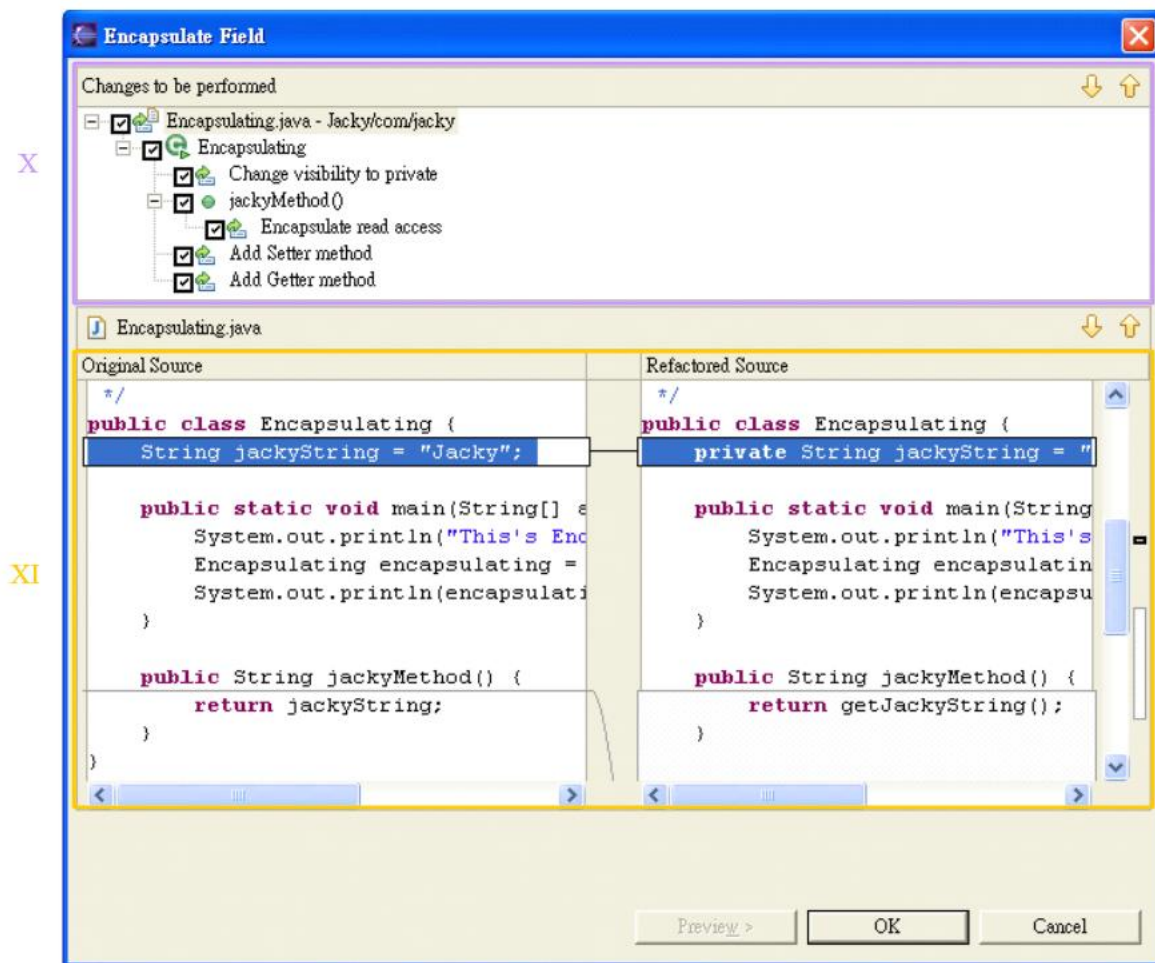 Encapsulate Field
Changes to be performed
Encapsulating.java - Jacky/com/jacky
Encapsulating
Change visibility to private
X
jackyMethod()
Encapsulate read access
Add Setter method
Add Getter method
Encapsulating.java
Original Source
*/
public class Encapsulating {
String jackyString = "Jacky";
public static void main(String[] a
System.out.println("This's Enc
Encapsulating encapsulating =
System.out.println(encapsulati
}
public String jackyMethod() {
return jackyString;
}
}
Refactored Source
*/
public class Encapsulating {
private String jackyString = "
public static void main(String
System.out.println("This's
Encapsulating encapsulatin
System.out.println(encapsu
}
public String jackyMethod() {
return getJackyString();
}
XI
Preview >
OK
Cancel